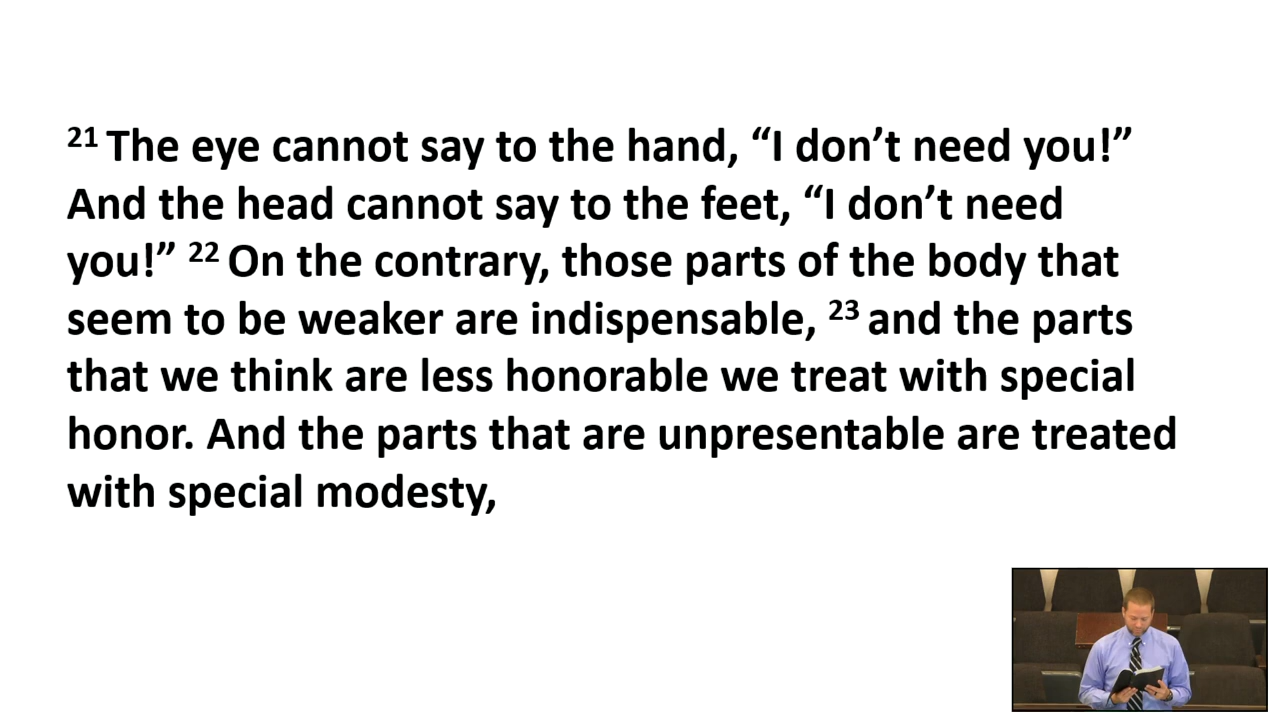 21 The eye cannot say to the hand, “I don’t need you!”
And the head cannot say to the feet, “I don’t need
you!” 22 On the contrary, those parts of the body that
seem to be weaker are indispensable, 23 and the parts
that we think are less honorable we treat with special
honor. And the parts that are unpresentable are treated
with special modesty,